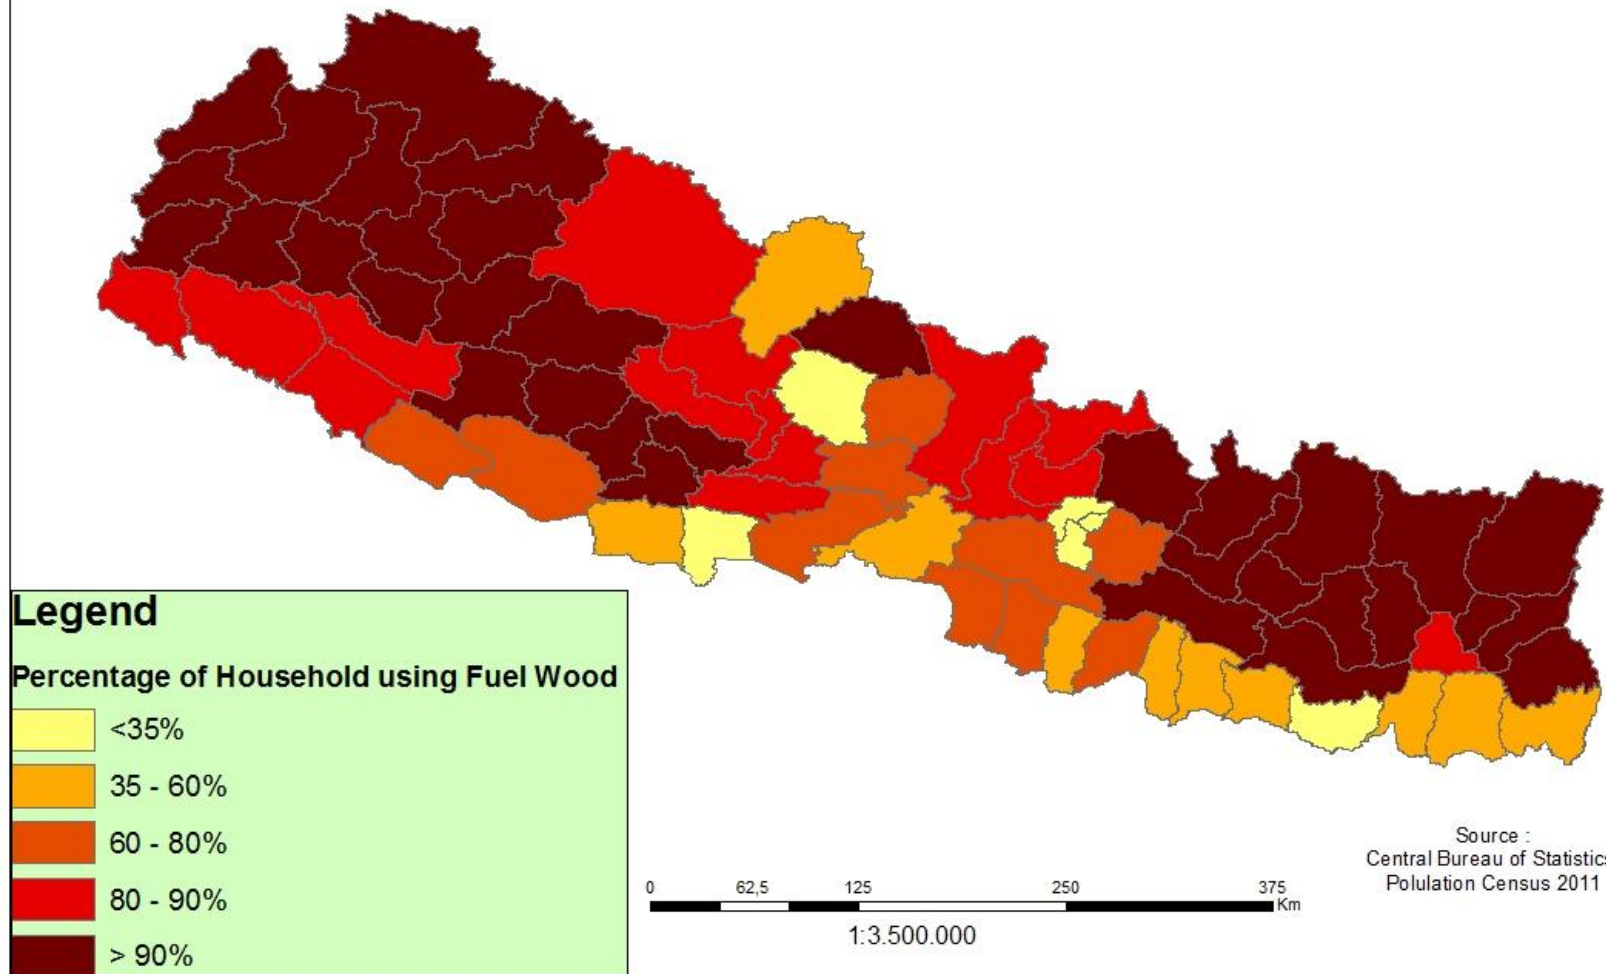 Legend
Percentage of Household using Fuel Wood
<35%
35 - 60%
60 - 80%
80 - 90%
> 90%
0 62,5 125 250 375
Km
1:3.500.000
Source :
Central Bureau of Statistics
Polulation Census 2011